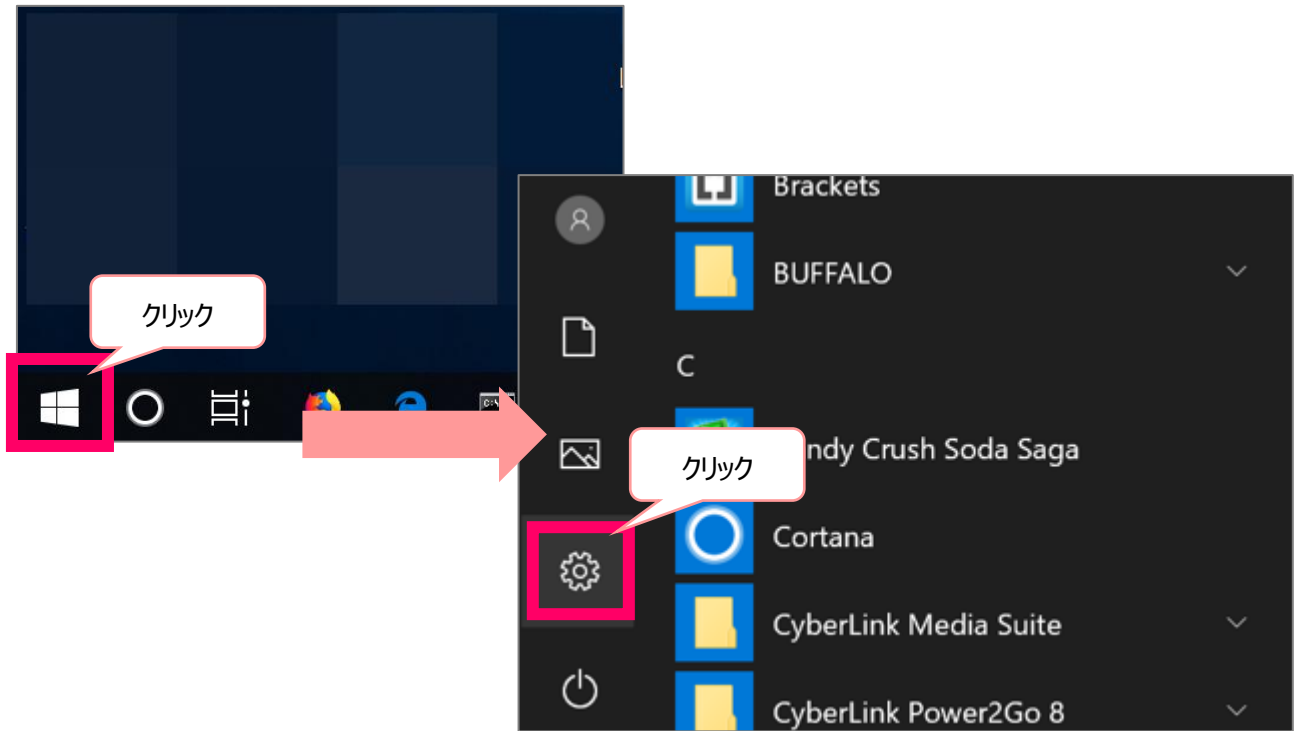 クリック
Brackets
BUFFALO
C
ndy Crush Soda Saga
クリック
Cortana
CyberLink Media Suite
CyberLink Power2Go 8